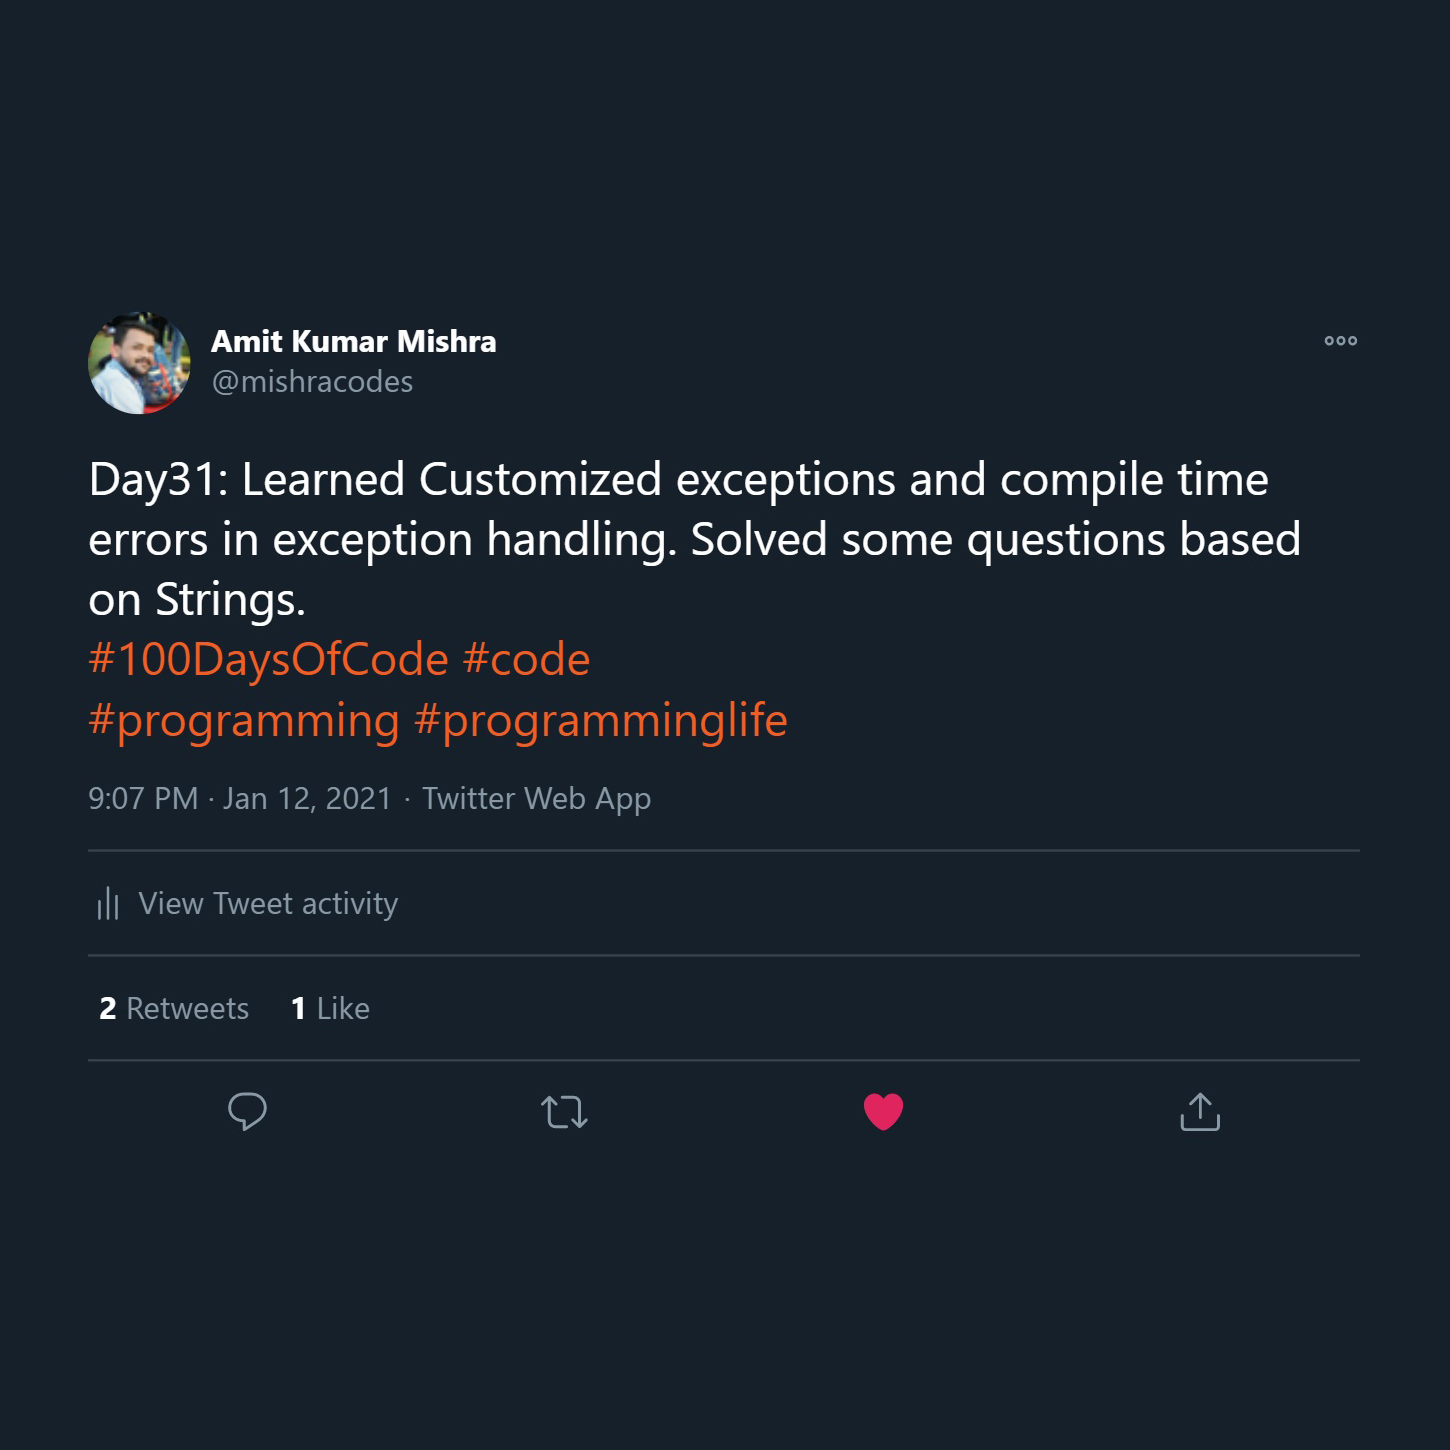 Amit Kumar Mishra
@mishracodes
Day31: Learned Customized exceptions and compile time
errors in exception handling. Solved some questions based
on Strings.
#100DaysOfCode #code
#programming #programminglife
9:07 PM · Jan 12, 2021 · Twitter Web App
View Tweet activity
2 Retweets 1 Like